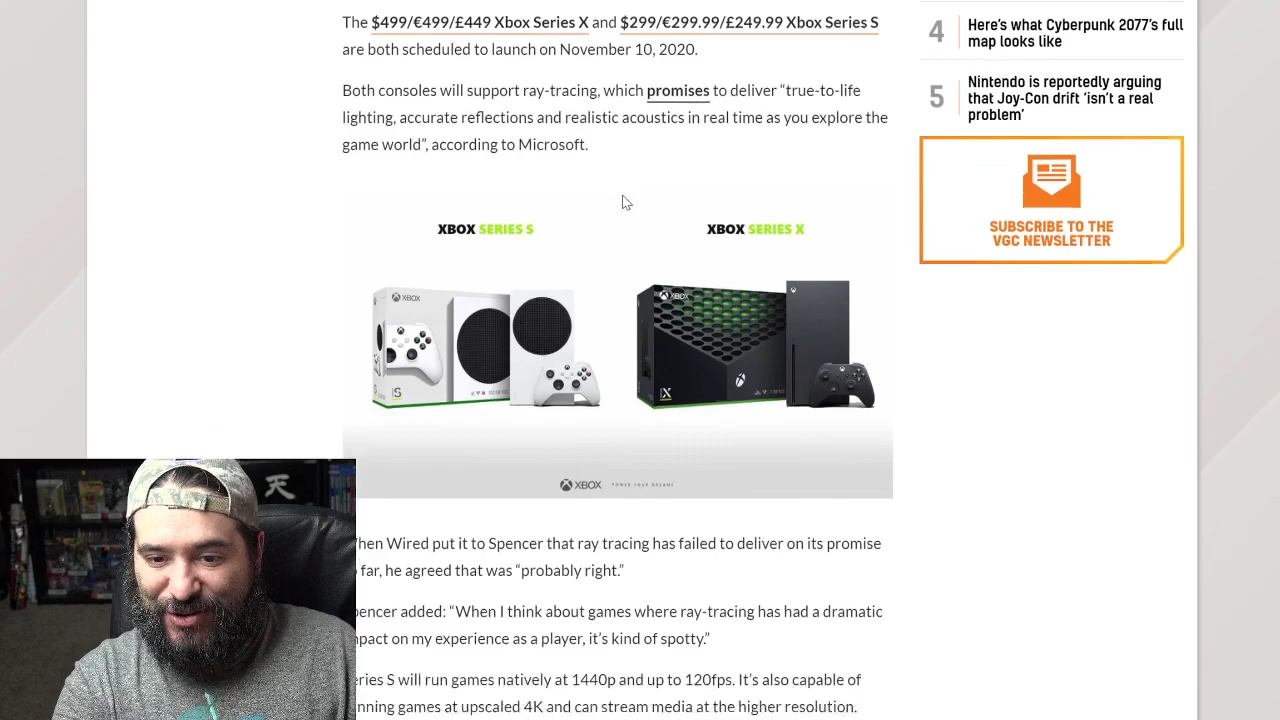 The $499/€499/£449 Xbox Series X and $299/€299.99/£249.99 Xbox Series S
are both scheduled to launch on November 10, 2020.
Both consoles will support ray-tracing, which promises to deliver “true-to-life
lighting, accurate reflections and realistic acoustics in real time as you explore the
game world”, according to Microsoft.
XBOX SERIES S
XBOX SERIES X
XBOX
XBOX
S
X
XBOX POWER YOUR DREAMS
天
hen Wired put it to Spencer that ray tracing has failed to deliver on its promise
far, he agreed that was “probably right.”
pencer added: “When I think about games where ray-tracing has had a dramatic
pact on my experience as a player, it’s kind of spotty.”
eries S will run games natively at 1440p and up to 120fps. It’s also capable of
nning games at upscaled 4K and can stream media at the higher resolution.
4
Here’s what Cyberpunk 2077’s full
map looks like
5
Nintendo is reportedly arguing
that Joy-Con drift ‘isn’t a real
problem’
SUBSCRIBE TO THE
VGC NEWSLETTER